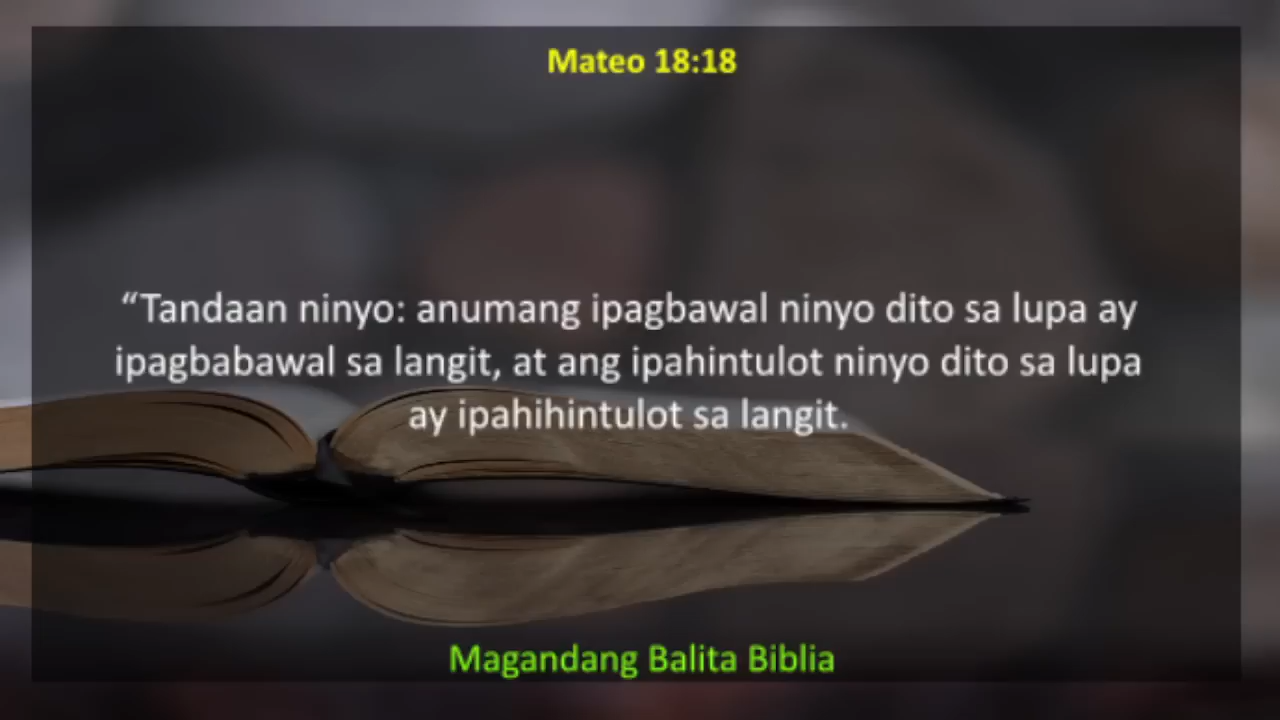 Mateo 18:18
“Tandaan ninyo: anumang ipagbawal ninyo dito sa lupa ay
ipagbabawal sa langit, at ang ipahintulot ninyo dito sa lupa
ay ipahihintulot sa langit.
Magandang Balita Biblia